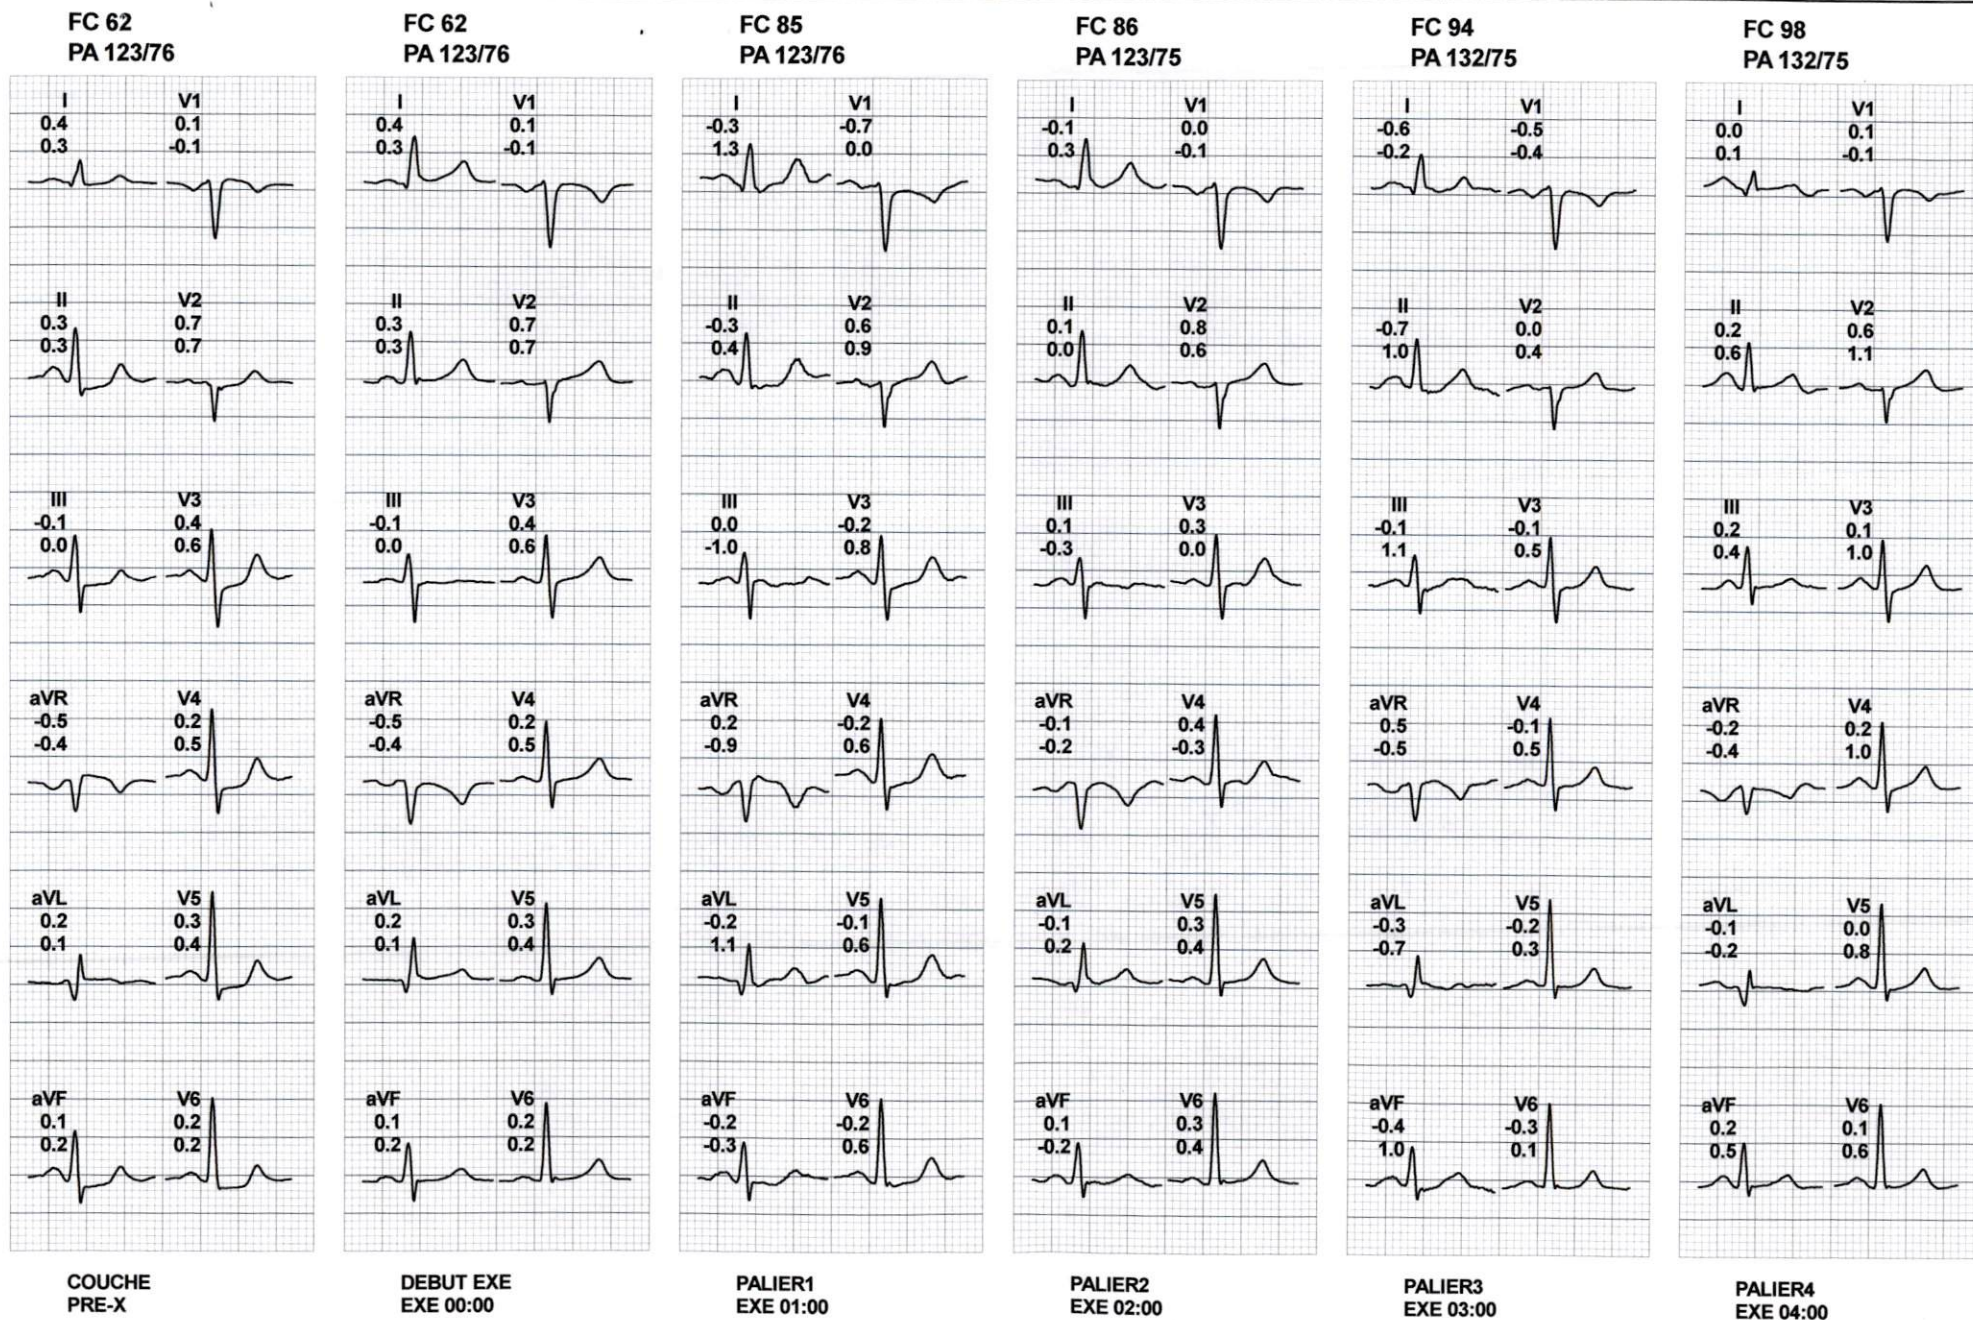 FC 62
PA 123/76
FC 62
PA 123/76
FC 85
PA 123/76
FC 86
PA 123/75
FC 94
PA 132/75
FC 98
PA 132/75
I V1
0.4 0.1
0.3 -0.1
II V2
0.3 0.7
0.3 0.7
III V3
-0.1 0.4
0.0 0.6
aVR V4
-0.5 0.2
-0.4 0.5
aVL V5
0.2 0.3
0.1 0.4
aVF V6
0.1 0.2
0.2 0.2
COUCHE
PRE-X
I V1
0.4 0.1
0.3 -0.1
II V2
0.3 0.7
0.3 0.7
III V3
-0.1 0.4
0.0 0.6
aVR V4
-0.5 0.2
-0.4 0.5
aVL V5
0.2 0.3
0.1 0.4
aVF V6
0.1 0.2
0.2 0.2
DEBUT EXE
EXE 00:00
I V1
-0.3 -0.7
1.3 0.0
II V2
-0.3 0.6
0.4 0.9
III V3
0.0 -0.2
-1.0 0.8
aVR V4
0.2 -0.2
-0.9 0.6
aVL V5
-0.2 -0.1
1.1 0.6
aVF V6
-0.2 -0.2
-0.3 0.6
PALIER1
EXE 01:00
I V1
-0.1 0.0
0.3 -0.1
II V2
0.1 0.8
0.0 0.6
III V3
0.1 0.3
-0.3 0.0
aVR V4
-0.1 0.4
-0.2 -0.3
aVL V5
-0.1 0.3
0.2 0.4
aVF V6
0.1 0.3
-0.2 0.4
PALIER2
EXE 02:00
I V1
-0.6 -0.5
-0.2 -0.4
II V2
-0.7 0.0
1.0 0.4
III V3
-0.1 -0.1
1.1 0.5
aVR V4
0.5 -0.1
-0.5 0.5
aVL V5
-0.3 -0.2
-0.7 0.3
aVF V6
-0.4 -0.3
1.0 0.1
PALIER3
EXE 03:00
I V1
0.0 0.1
0.1 -0.1
II V2
0.2 0.6
0.6 1.1
III V3
0.2 0.1
0.4 1.0
aVR V4
-0.2 0.2
-0.4 1.0
aVL V5
-0.1 0.0
-0.2 0.8
aVF V6
0.2 0.1
0.5 0.6
PALIER4
EXE 04:00